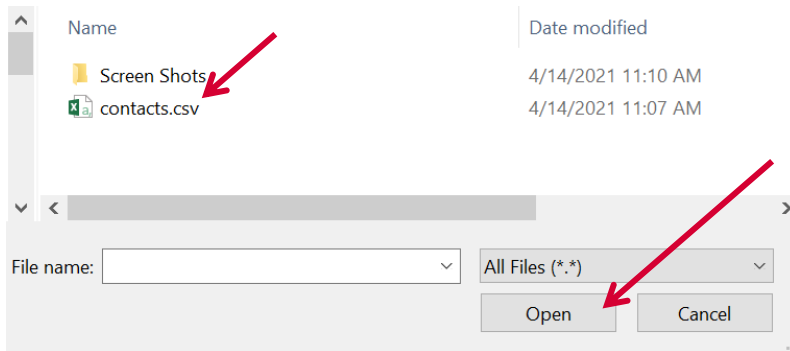 Name Date modified
Screen Shots 4/14/2021 11:10 AM
contacts.csv 4/14/2021 11:07 AM
File name: All Files (*.*)
Open Cancel